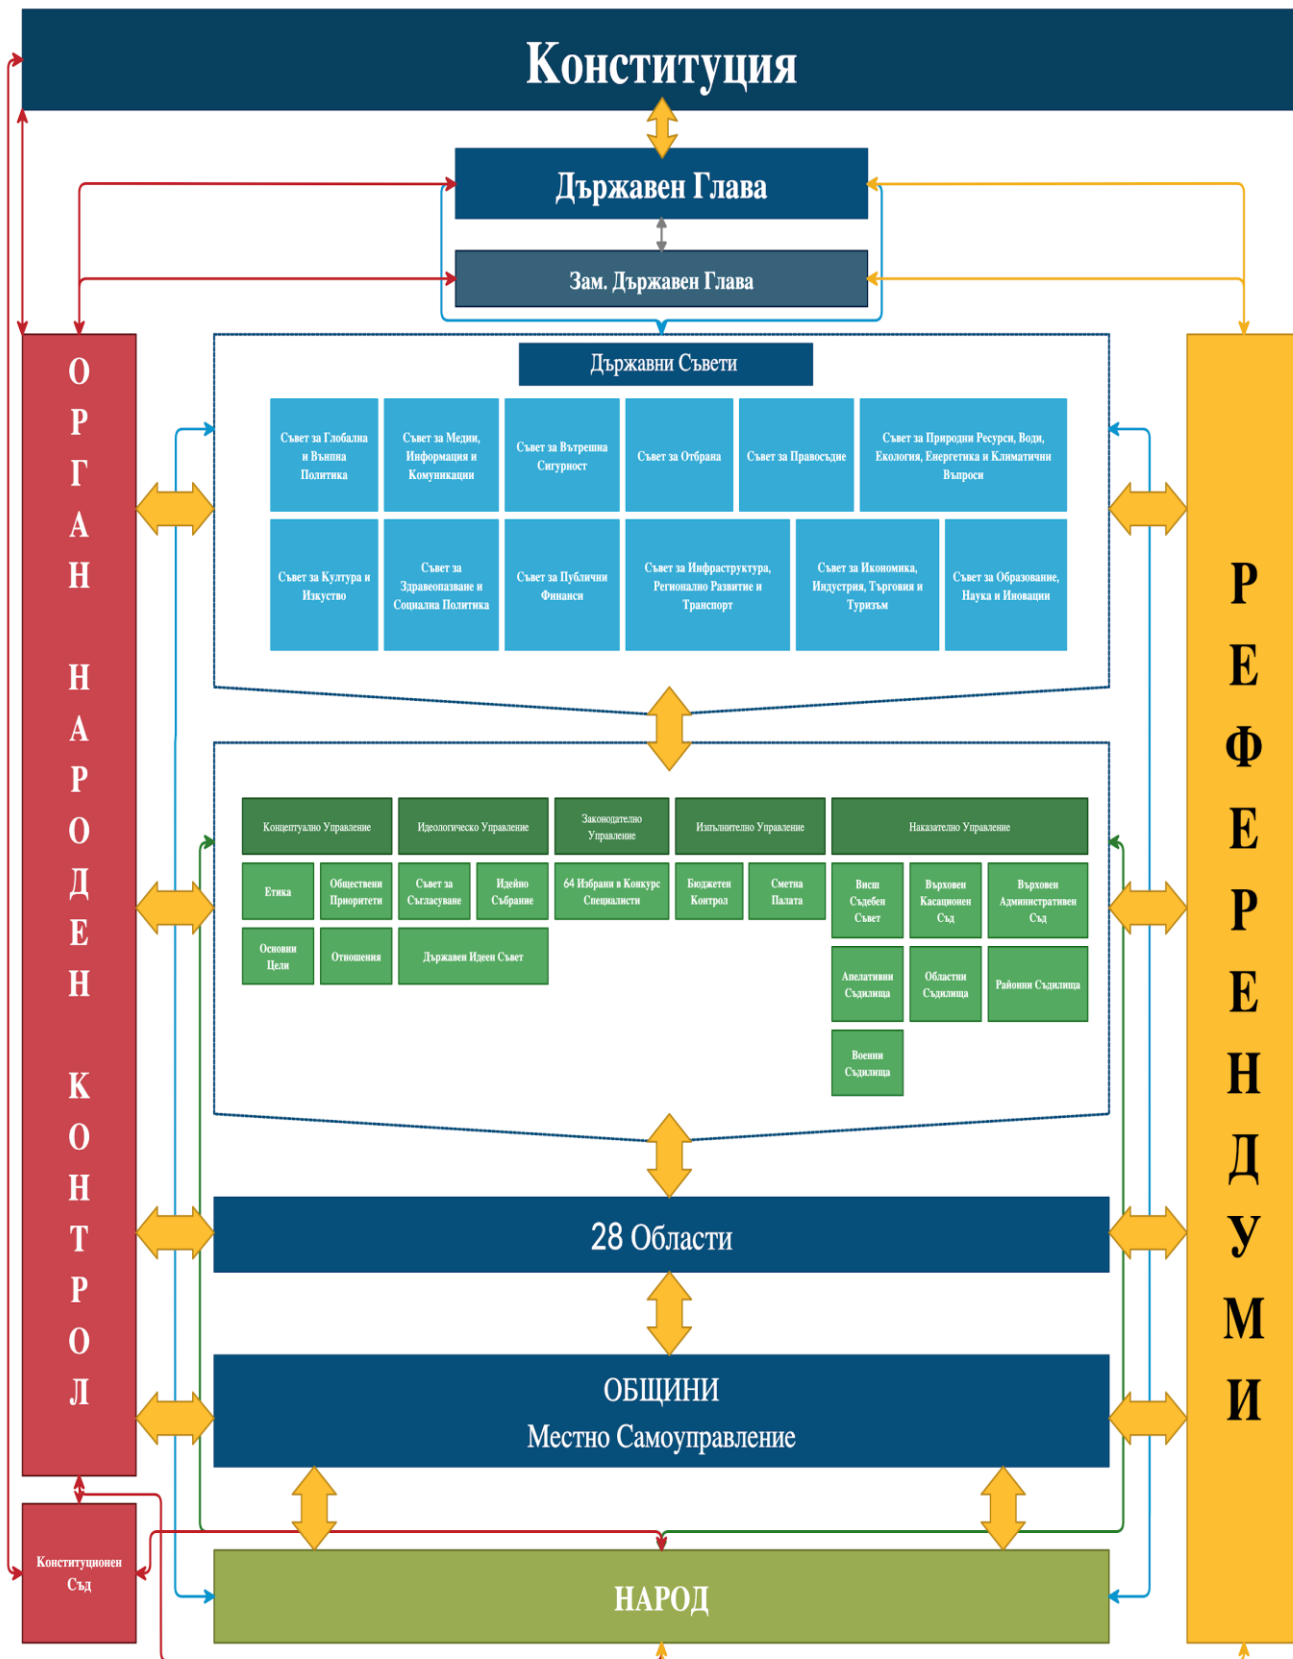 Конституция
Държавен Глава
Зам. Държавен Глава
ОРГАН НАРОДЕН КОНТРОЛ
Държавни Съвети
Съвет за Глобална
и Външна
Политика
Съвет за Медии,
Информация и
Комуникации
Съвет за Вътрешна
Сигурност
Съвет за Отбрана
Съвет за Правосъдие
Съвет за Природни Ресурси, Води,
Екология, Енергетика и Климатични
Въпроси
Съвет за Култура и
Изкуство
Съвет за
Здравеопазване и
Социална Политика
Съвет за Публични
Финанси
Съвет за Инфраструктура,
Регионално Развитие и
Транспорт
Съвет за Икономика,
Индустрия, Търговия и
Туризъм
Съвет за Образование,
Наука и Иновации
РЕФЕРЕНДУМИ
Концептуално Управление
Идеологическо Управление
Законодателно
Управление
Изпълнително Управление
Наказателно Управление
Етика
Обществени
Приоритети
Съвет за
Съгласуване
Идейно
Събрание
64 Избрани в Конкурс
Специалисти
Бюджетен
Контрол
Сметна
Палата
Висш
Съдебен
Съвет
Върховен
Касационен
Съд
Върховен
Административен
Съд
Основни
Цели
Отношения
Държавен Идеен Съвет
Апелативни
Съдилища
Областни
Съдилища
Районни Съдилища
Военни
Съдилища
28 Области
ОБЩИНИ
Местно Самоуправление
Конституционен
Съд
НАРОД